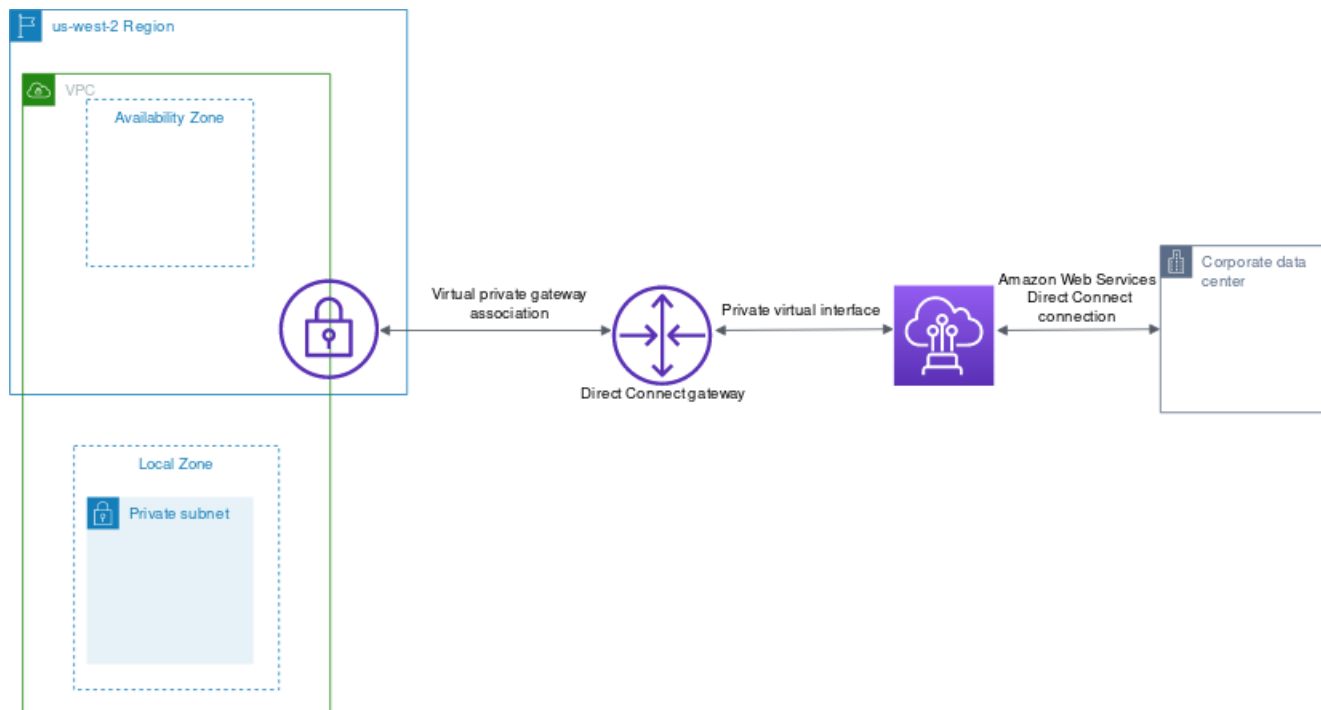 us-west-2 Region
VPC
Availability Zone
Virtual private gateway
association
Direct Connect gateway
Private virtual interface
Amazon Web Services
Direct Connect
connection
Corporate data
center
Local Zone
Private subnet